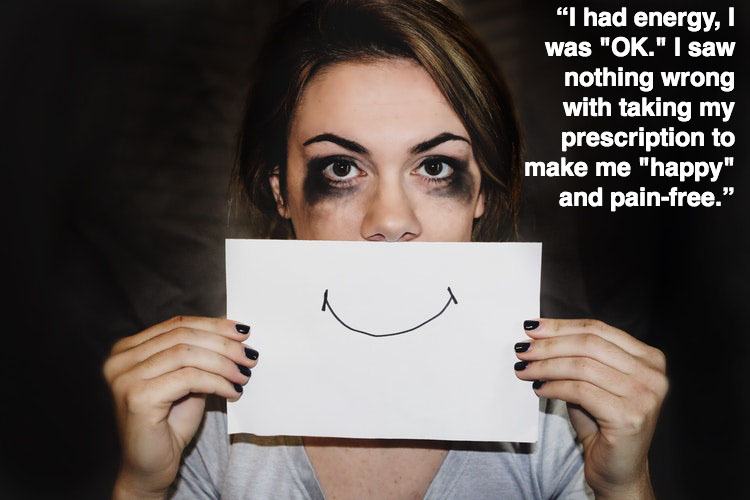 “I had energy, I
was "OK." I saw
nothing wrong
with taking my
prescription to
make me "happy"
and pain-free.”